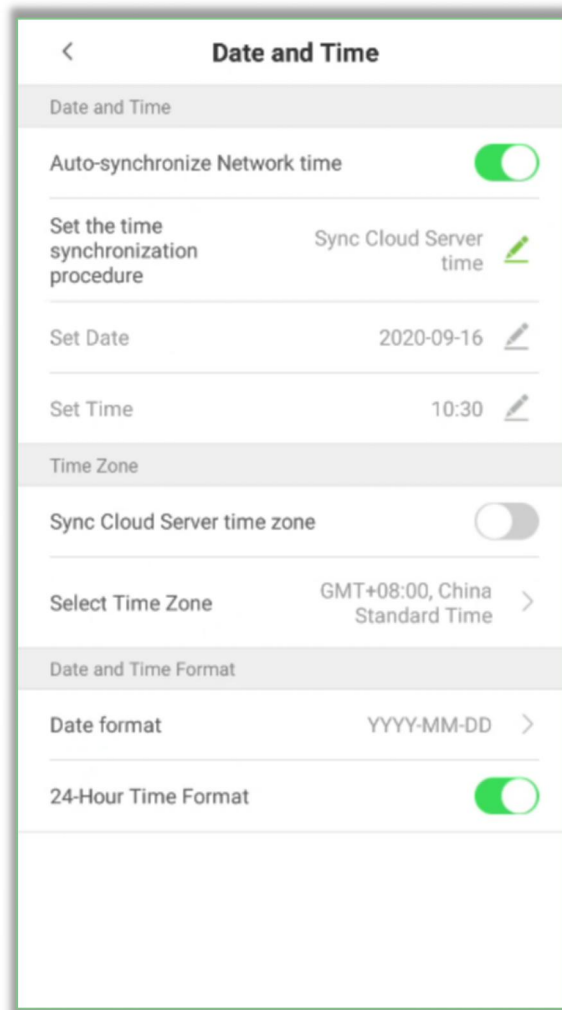 Date and Time
Date and Time
Auto-synchronize Network time
Set the time
synchronization
procedure
Sync Cloud Server
time
Set Date
2020-09-16
Set Time
10:30
Time Zone
Sync Cloud Server time zone
Select Time Zone
GMT+08:00, China
Standard Time
Date and Time Format
Date format
YYYY-MM-DD
24-Hour Time Format